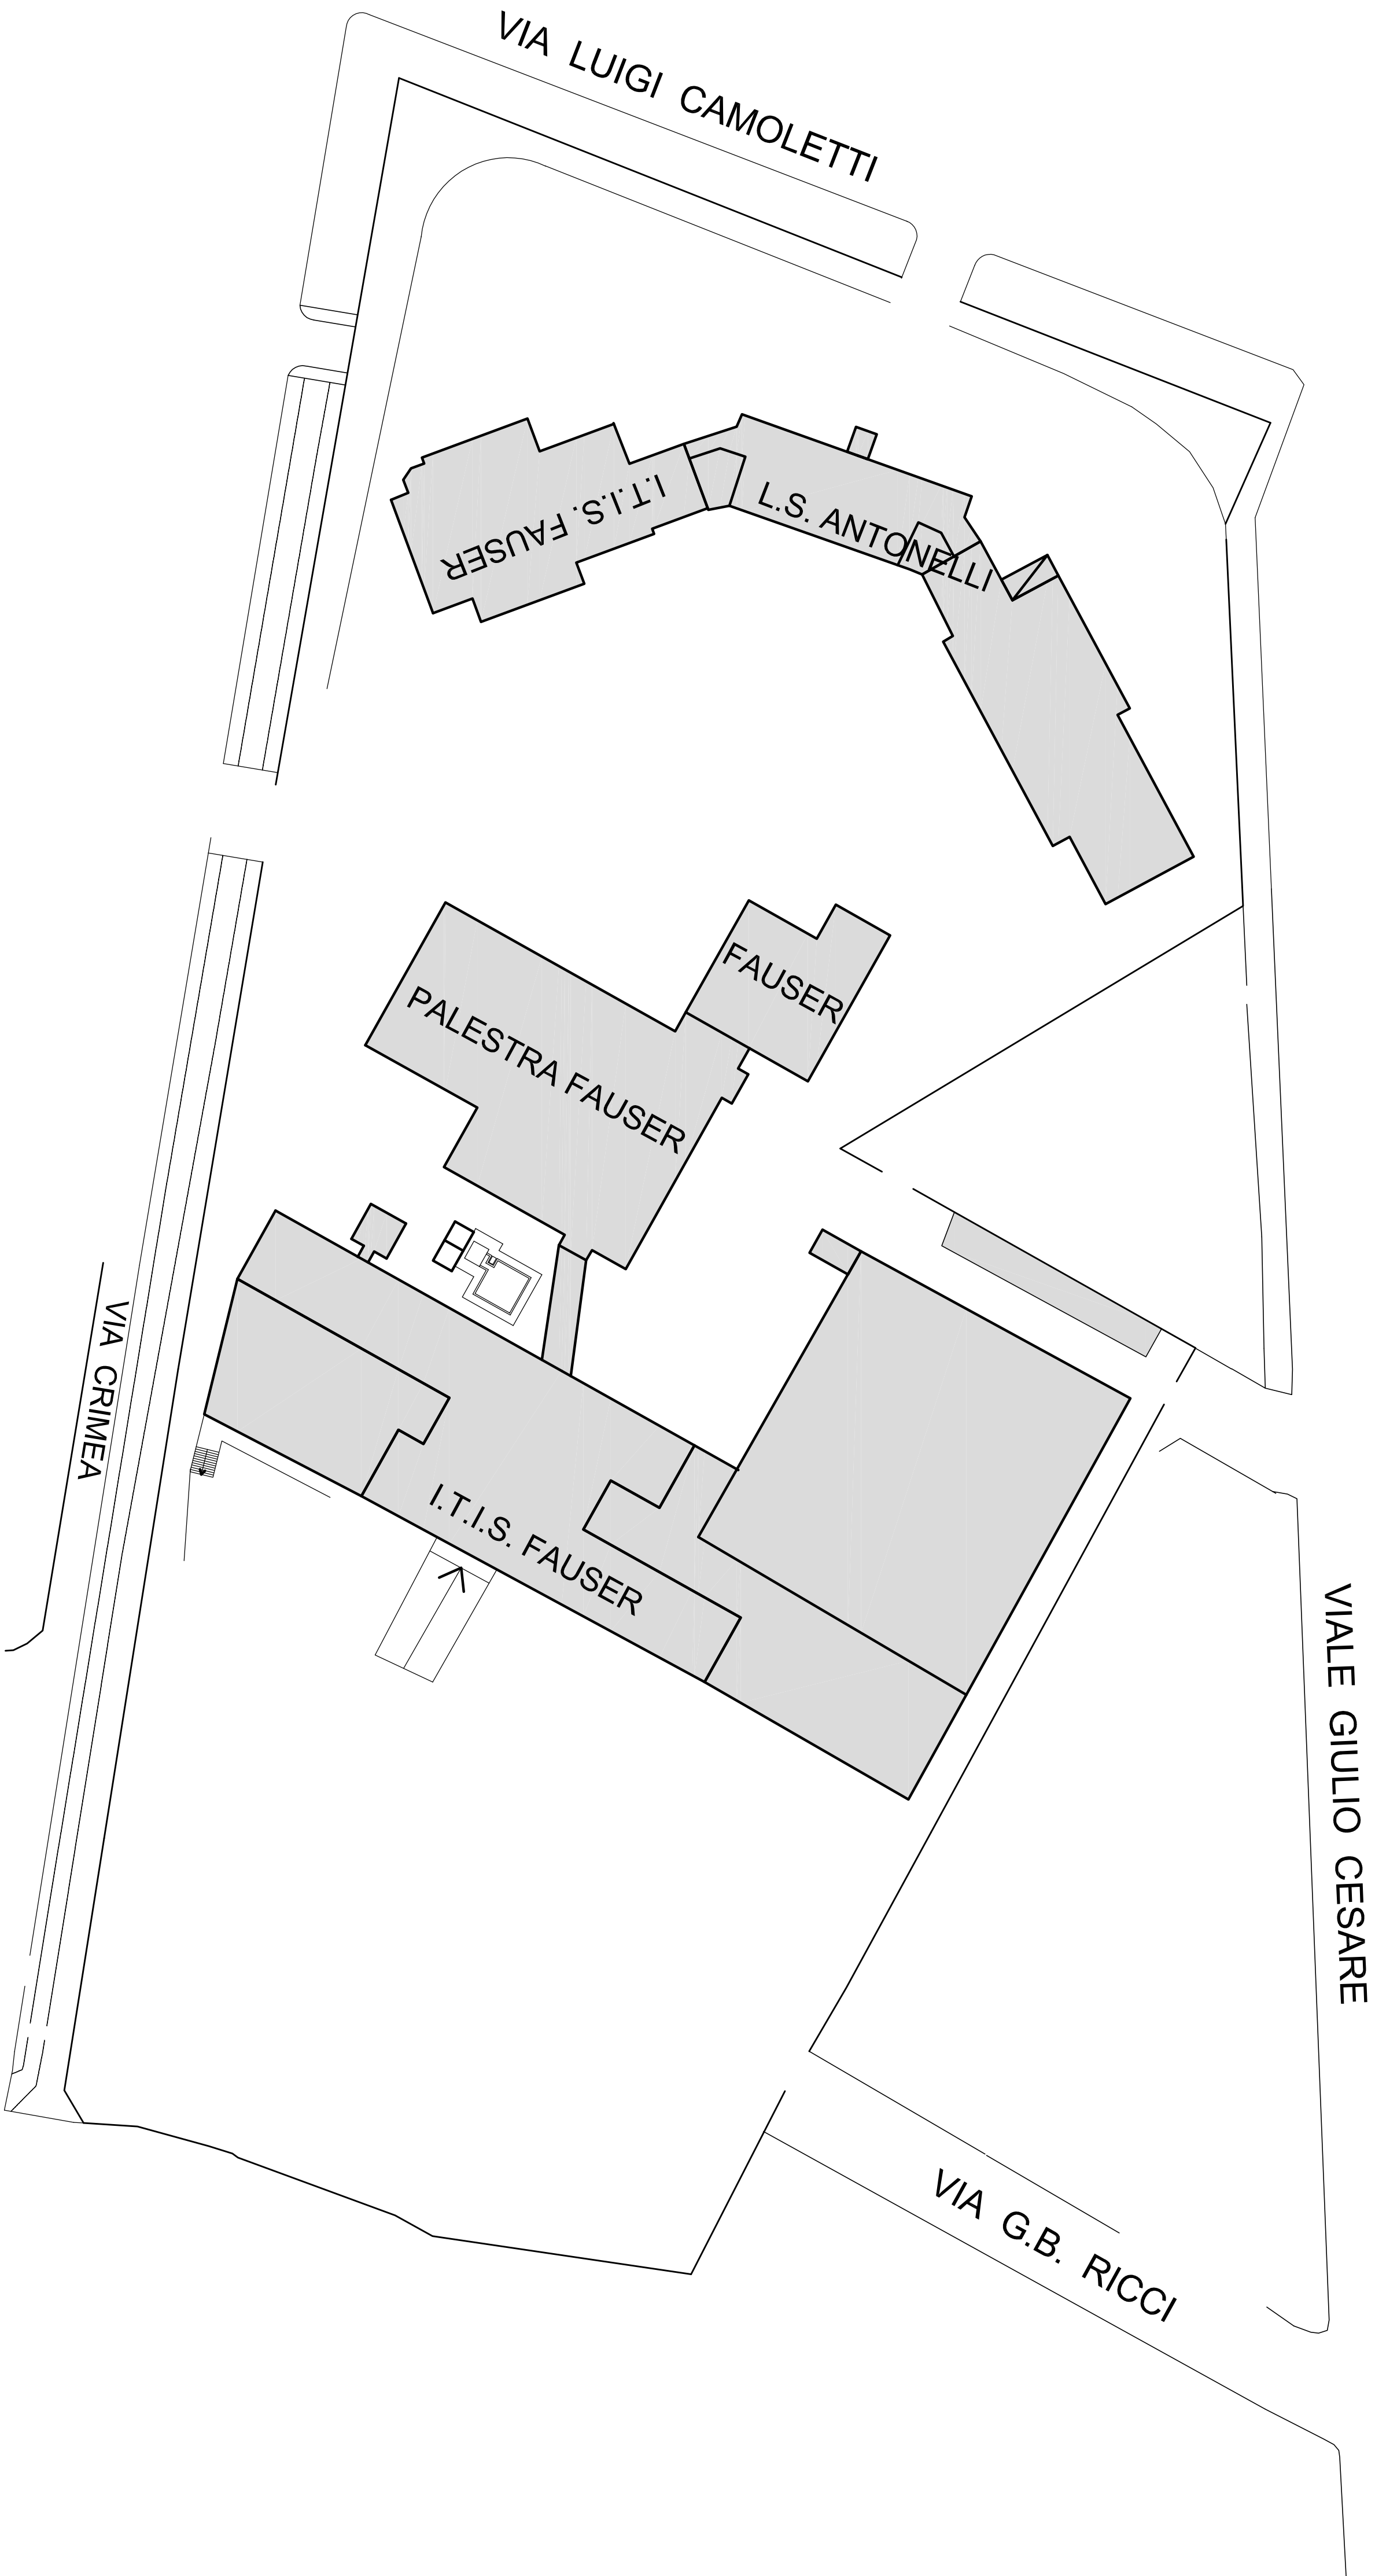 VIA LUIGI CAMOLETTI
I.T.I.S. FAUSER
L.S. ANTONELLI
FAUSER
PALESTRA FAUSER
VIA CRIMEA
I.T.I.S. FAUSER
VIALE GIULIO CESARE
VIA G.B. RICCI